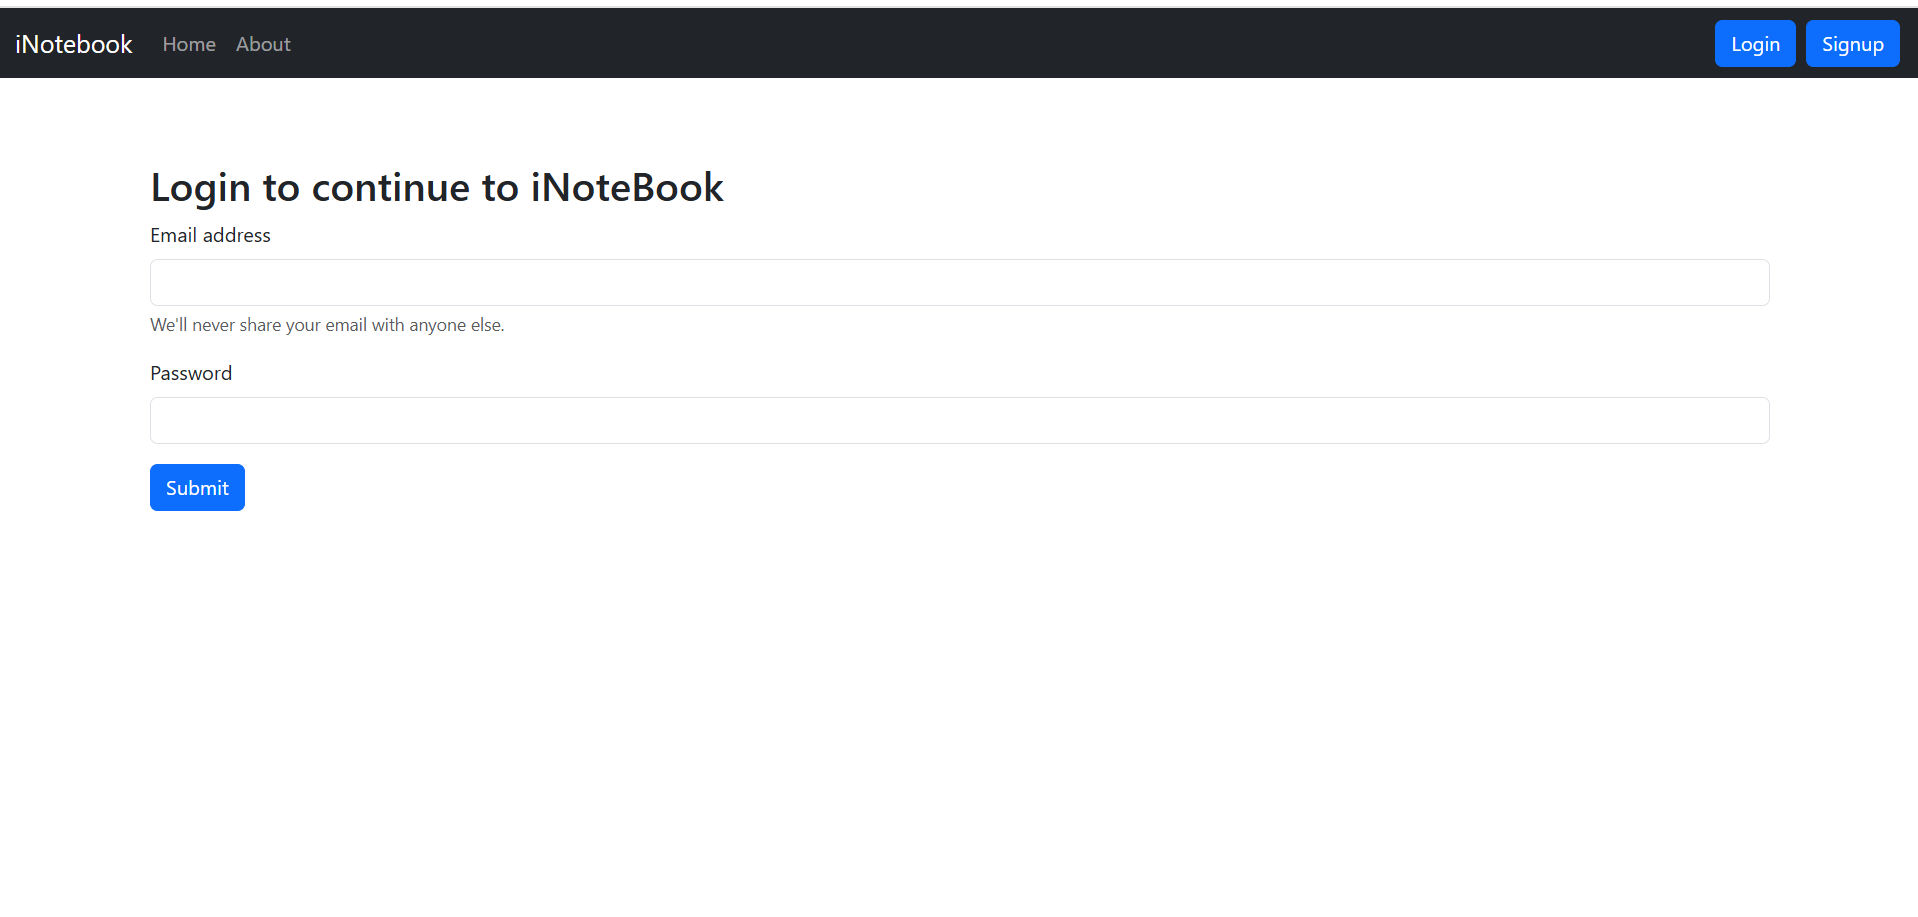 iNotebook Home About Login Signup
Login to continue to iNoteBook
Email address
We'll never share your email with anyone else.
Password
Submit